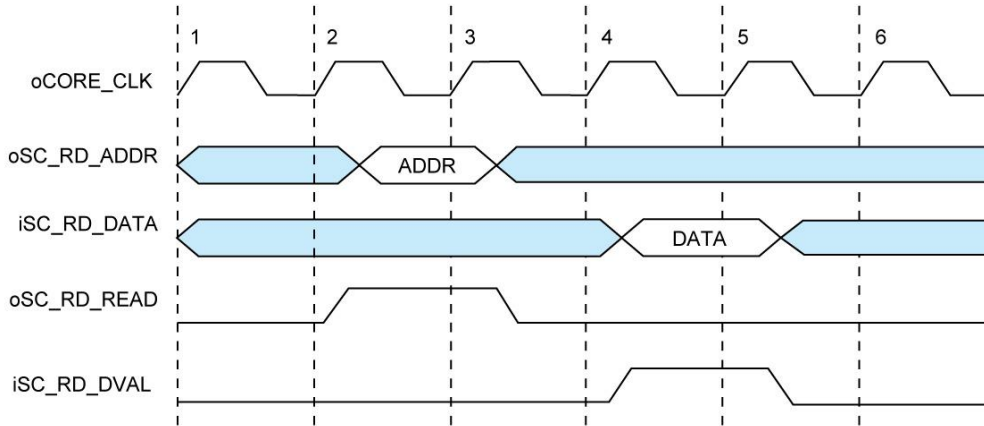 1 2 3 4 5 6
oCORE_CLK
oSC_RD_ADDR ADDR
iSC_RD_DATA DATA
oSC_RD_READ
iSC_RD_DVAL